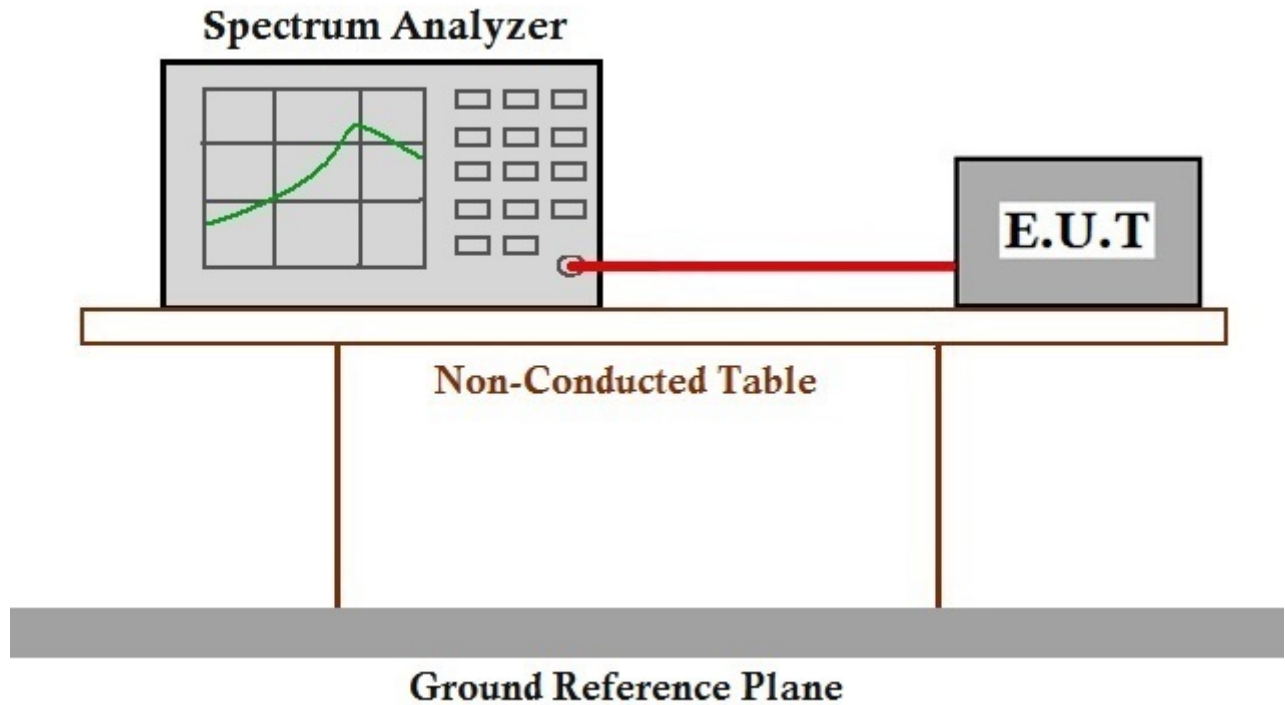 Spectrum Analyzer
E.U.T
Non-Conducted Table
Ground Reference Plane